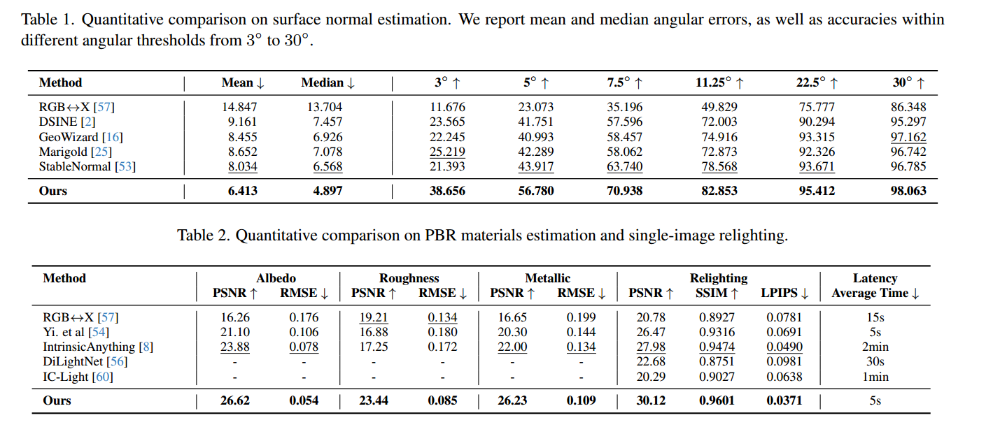 Table 1. Quantitative comparison on surface normal estimation. We report mean and median angular errors, as well as accuracies within
different angular thresholds from 3° to 30°.
Method Mean ↓ Median ↓ 3° ↑ 5° ↑ 7.5° ↑ 11.25° ↑ 22.5° ↑ 30° ↑
RGB↔X [57] 14.847 13.704 11.676 23.073 35.196 49.829 75.777 86.348
DSINE [2] 9.161 7.457 23.565 41.751 57.596 72.003 90.294 95.297
GeoWizard [16] 8.455 6.926 22.245 40.993 58.457 74.916 93.315 97.162
Marigold [25] 8.652 7.078 25.219 42.289 58.062 72.873 92.326 96.742
StableNormal [53] 8.034 6.568 21.393 43.917 63.740 78.568 93.671 96.785
Ours 6.413 4.897 38.656 56.780 70.938 82.853 95.412 98.063
Table 2. Quantitative comparison on PBR materials estimation and single-image relighting.
Method Albedo Roughness Metallic Relighting Latency
PSNR ↑ RMSE ↓ PSNR ↑ RMSE ↓ PSNR ↑ RMSE ↓ PSNR ↑ SSIM ↑ LPIPS ↓ Average Time ↓
RGB↔X [57] 16.26 0.176 19.21 0.134 16.65 0.199 20.78 0.8927 0.0781 15s
Yi. et al [54] 21.10 0.106 16.88 0.180 20.30 0.144 26.47 0.9316 0.0691 5s
IntrinsicAnything [8] 23.88 0.078 17.25 0.172 22.00 0.134 27.98 0.9474 0.0490 2min
DiLightNet [56] - - - - - - 22.68 0.8751 0.0981 30s
IC-Light [60] - - - - - - 20.29 0.9027 0.0638 1min
Ours 26.62 0.054 23.44 0.085 26.23 0.109 30.12 0.9601 0.0371 5s